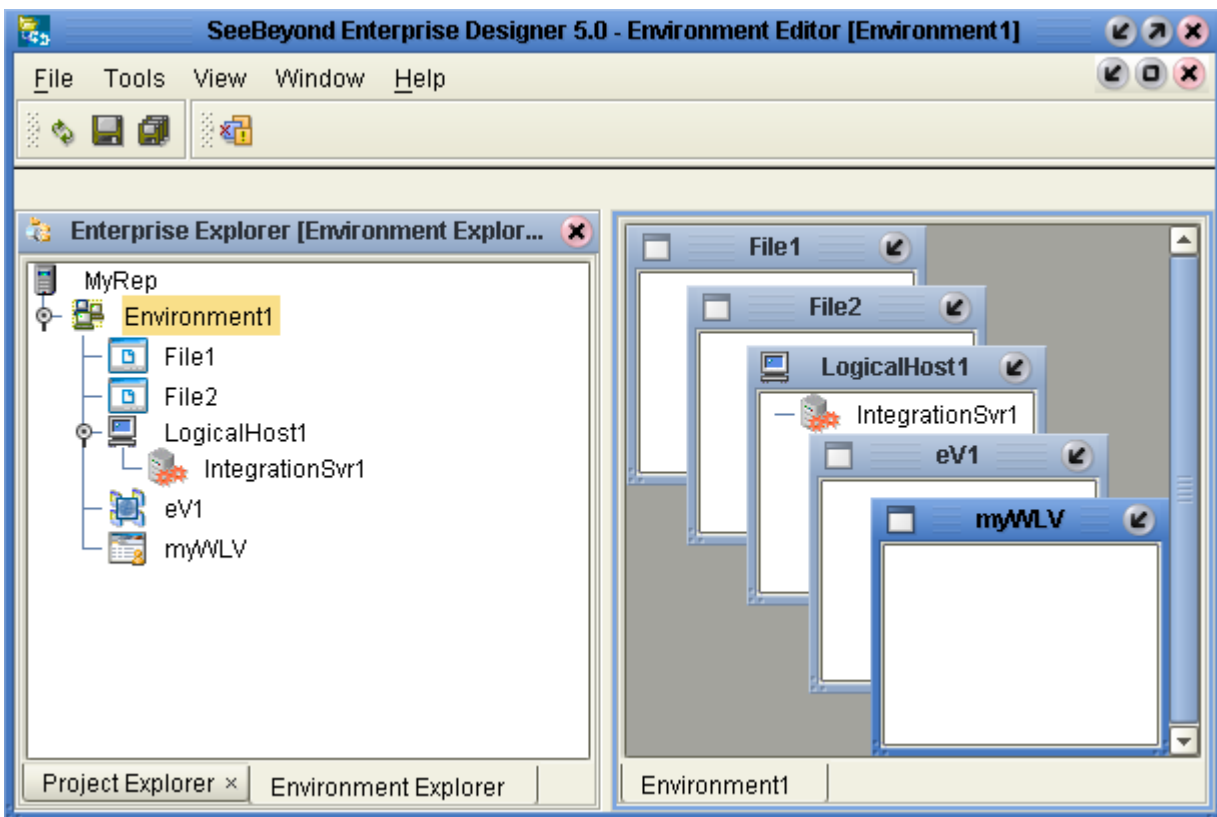 SeeBeyond Enterprise Designer 5.0 - Environment Editor [Environment1]
File Tools View Window Help
Enterprise Explorer [Environment Explor...
MyRep
Environment1
File1
File2
LogicalHost1
IntegrationSvr1
eV1
myWLV
Project Explorer × Environment Explorer
File1
File2
LogicalHost1
IntegrationSvr1
eV1
myWLV
Environment1